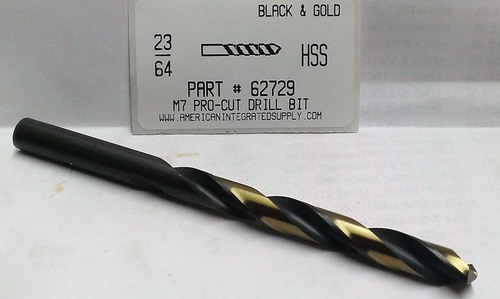 BLACK & GOLD
23
64
HSS
PART # 62729
M7 PRO-CUT DRILL BIT
WWW.AMERICANINTEGRATEDSUPPLY.COM